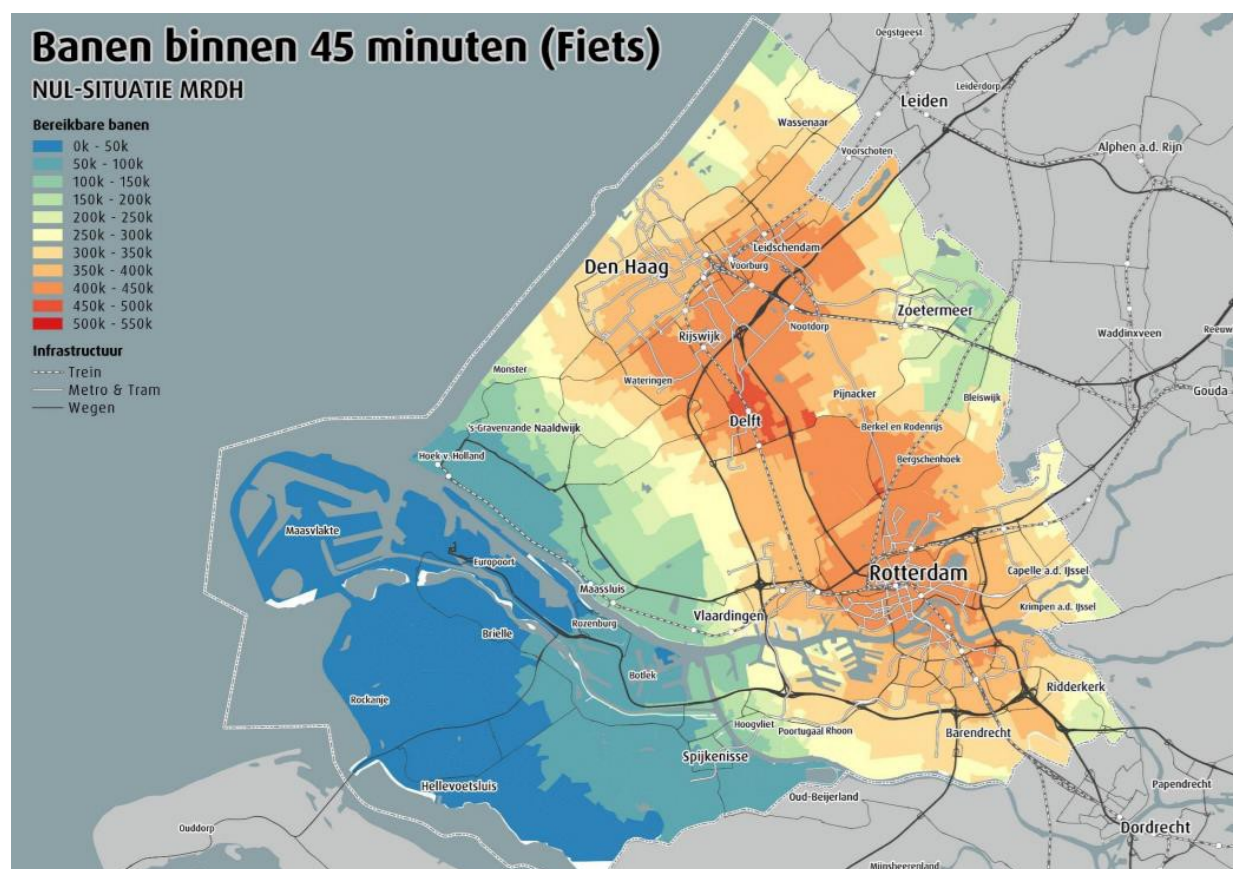 Banen binnen 45 minuten (Fiets)
NUL-SITUATIE MRDH
Bereikbare banen
0k - 50k
50k - 100k
100k - 150k
150k - 200k
200k - 250k
250k - 300k
300k - 350k
350k - 400k
400k - 450k
450k - 500k
500k - 550k
Infrastructuur
Trein
Metro & Tram
Wegen
Oegstgeest
Leiderdorp
Leiden
Wassenaar
Voorschoten
Alphen a.d. Rijn
Leidschendam
Den Haag
Voorburg
Zoetermeer
Nootdorp
Rijswijk
Waddinxveen
Reeuw
Monster
Wateringen
Pijnacker
Bleiswijk
Gouda
Delft
's-Gravenzande Naaldwijk
Berkel en Rodenrijs
Hoek v. Holland
Bergschenhoek
Maasvlakte
Europoort
Rotterdam
Capelle a.d. IJssel
Maassluis
Krimpen a.d. IJssel
Vlaardingen
Rozenburg
Brielle
Botlek
Ridderkerk
Rockanje
Hoogvliet
Poortugaal Rhoon
Barendrecht
Spijkenisse
Hellevoetsluis
Papendrecht
Oud-Beijerland
Ouddorp
Dordrecht
Mijnsheerenland